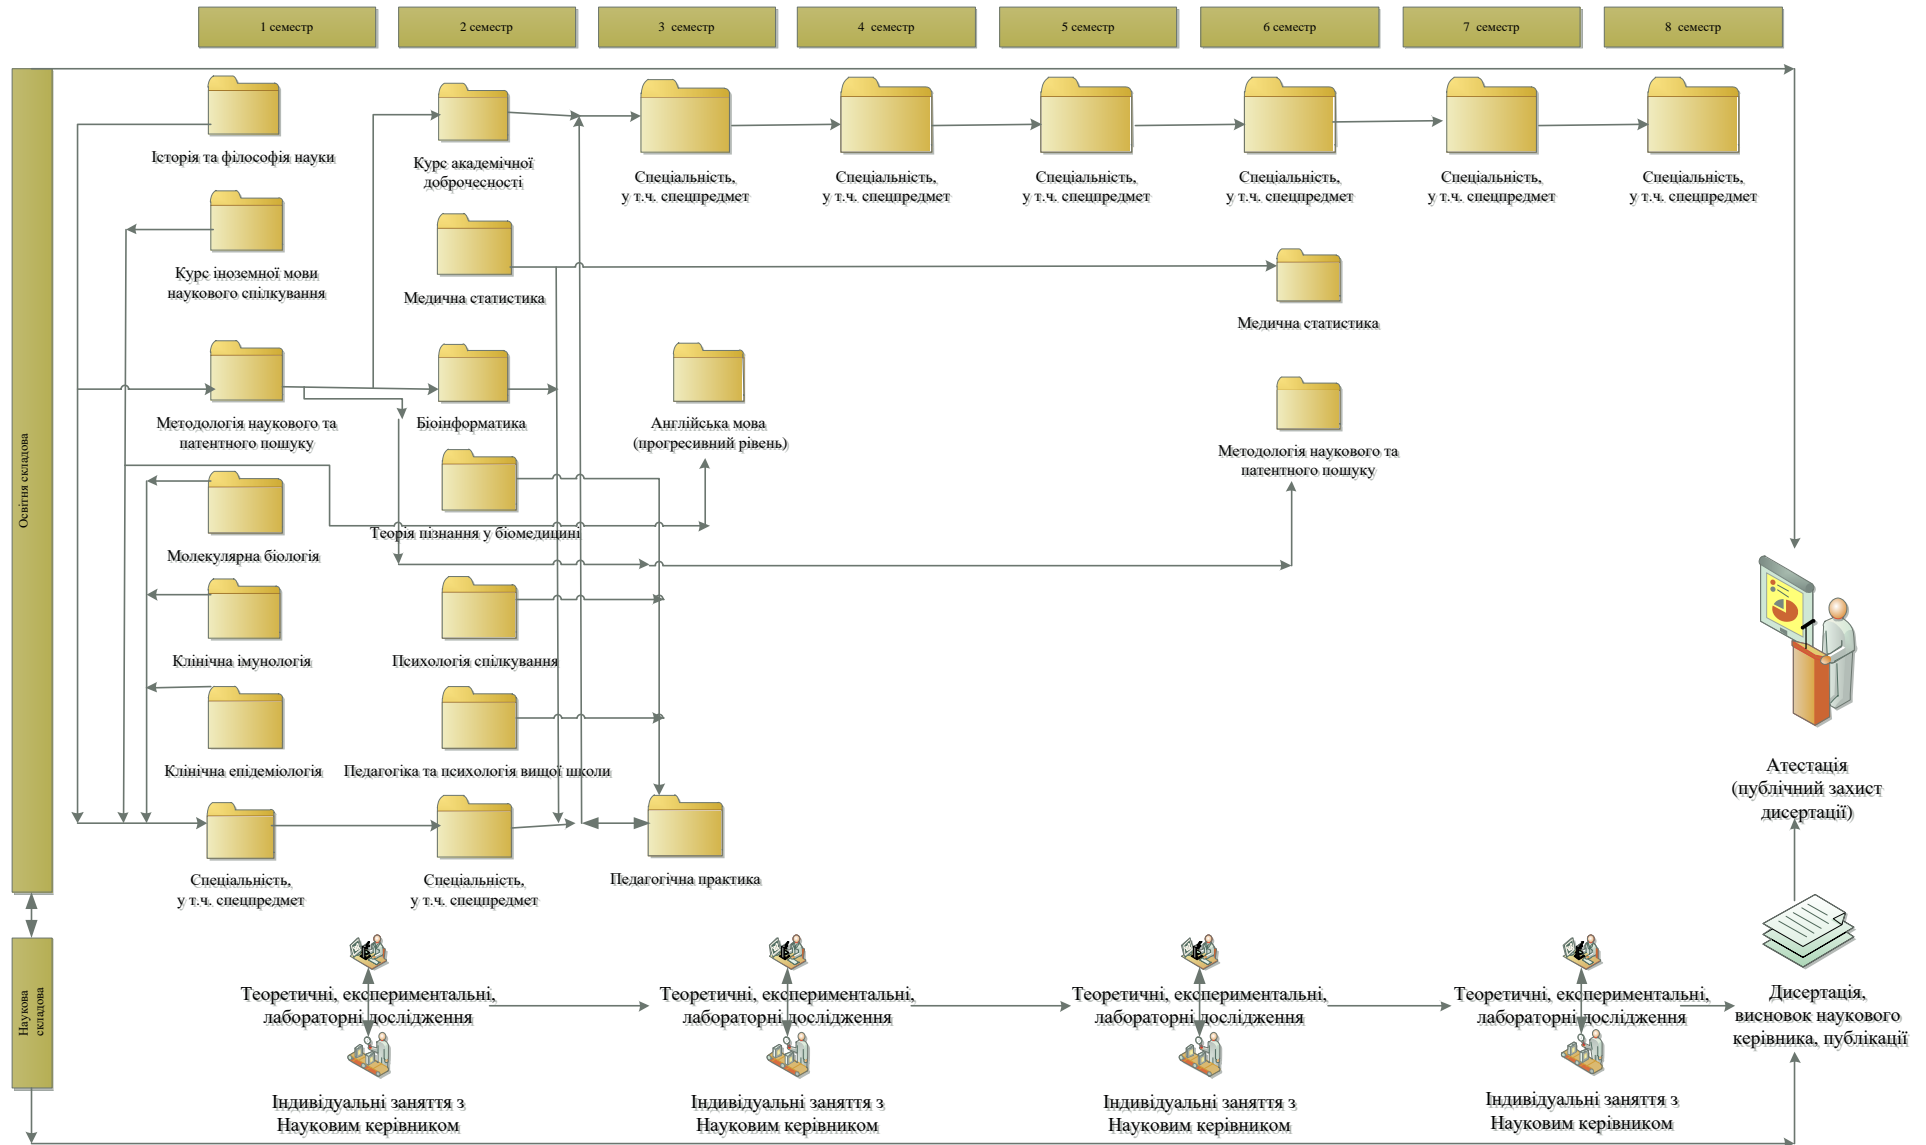 1 семестр
2 семестр
3 семестр
4 семестр
5 семестр
6 семестр
7 семестр
8 семестр
Освітня складова
Історія та філософія науки
Курс академічної
доброчесності
Спеціальність,
у т.ч. спецпредмет
Спеціальність,
у т.ч. спецпредмет
Спеціальність,
у т.ч. спецпредмет
Спеціальність,
у т.ч. спецпредмет
Спеціальність,
у т.ч. спецпредмет
Спеціальність,
у т.ч. спецпредмет
Курс іноземної мови
наукового спілкування
Медична статистика
Медична статистика
Методологія наукового та
патентного пошуку
Біоінформатика
Англійська мова
(прогресивний рівень)
Методологія наукового та
патентного пошуку
Молекулярна біологія
Теорія пізнання у біомедицині
Клінічна імунологія
Психологія спілкування
Клінічна епідеміологія
Педагогіка та психологія вищої школи
Атестація
(публічний захист
дисертації)
Спеціальність,
у т.ч. спецпредмет
Спеціальність,
у т.ч. спецпредмет
Педагогічна практика
Наукова
складова
Теоретичні, експериментальні,
лабораторні дослідження
Теоретичні, експериментальні,
лабораторні дослідження
Теоретичні, експериментальні,
лабораторні дослідження
Теоретичні, експериментальні,
лабораторні дослідження
Дисертація,
висновок наукового
керівника, публікації
Індивідуальні заняття з
Науковим керівником
Індивідуальні заняття з
Науковим керівником
Індивідуальні заняття з
Науковим керівником
Індивідуальні заняття з
Науковим керівником